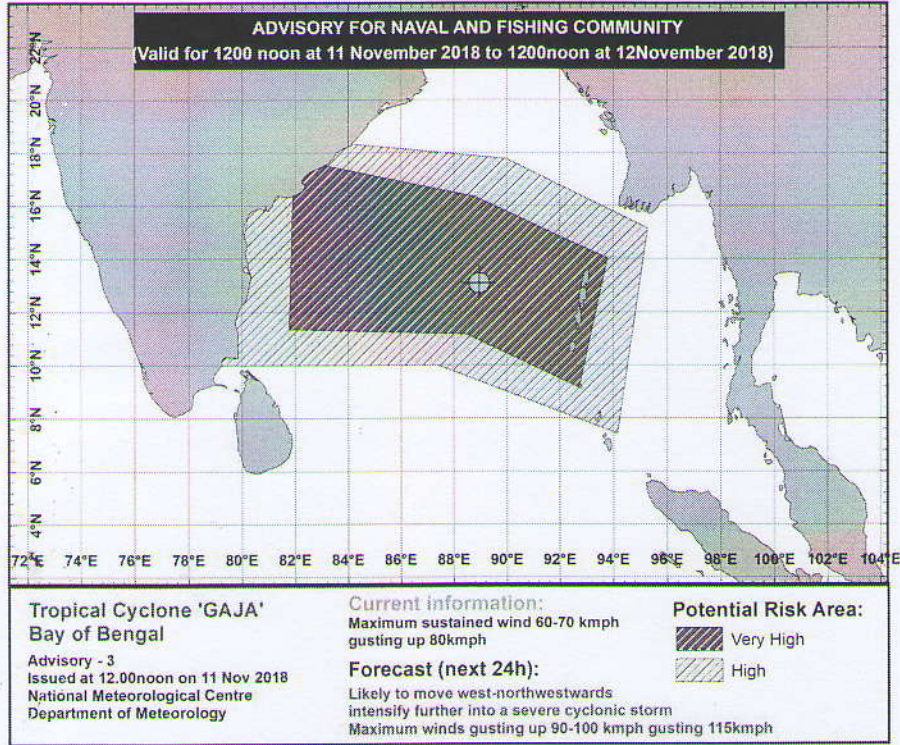 ADVISORY FOR NAVAL AND FISHING COMMUNITY
(Valid for 1200 noon at 11 November 2018 to 1200noon at 12November 2018)
22°N
20°N
18°N
16°N
14°N
12°N
10°N
8°N
6°N
4°N
72°E 74°E 76°E 78°E 80°E 82°E 84°E 86°E 88°E 90°E 92°E 94°E 96°E 98°E 100°E 102°E 104°E
Tropical Cyclone 'GAJA'
Bay of Bengal
Advisory - 3
Issued at 12.00noon on 11 Nov 2018
National Meteorological Centre
Department of Meteorology
Current information:
Maximum sustained wind 60-70 kmph
gusting up 80kmph
Forecast (next 24h):
Likely to move west-northwestwards
intensify further into a severe cyclonic storm
Maximum winds gusting up 90-100 kmph gusting 115kmph
Potential Risk Area:
Very High
High